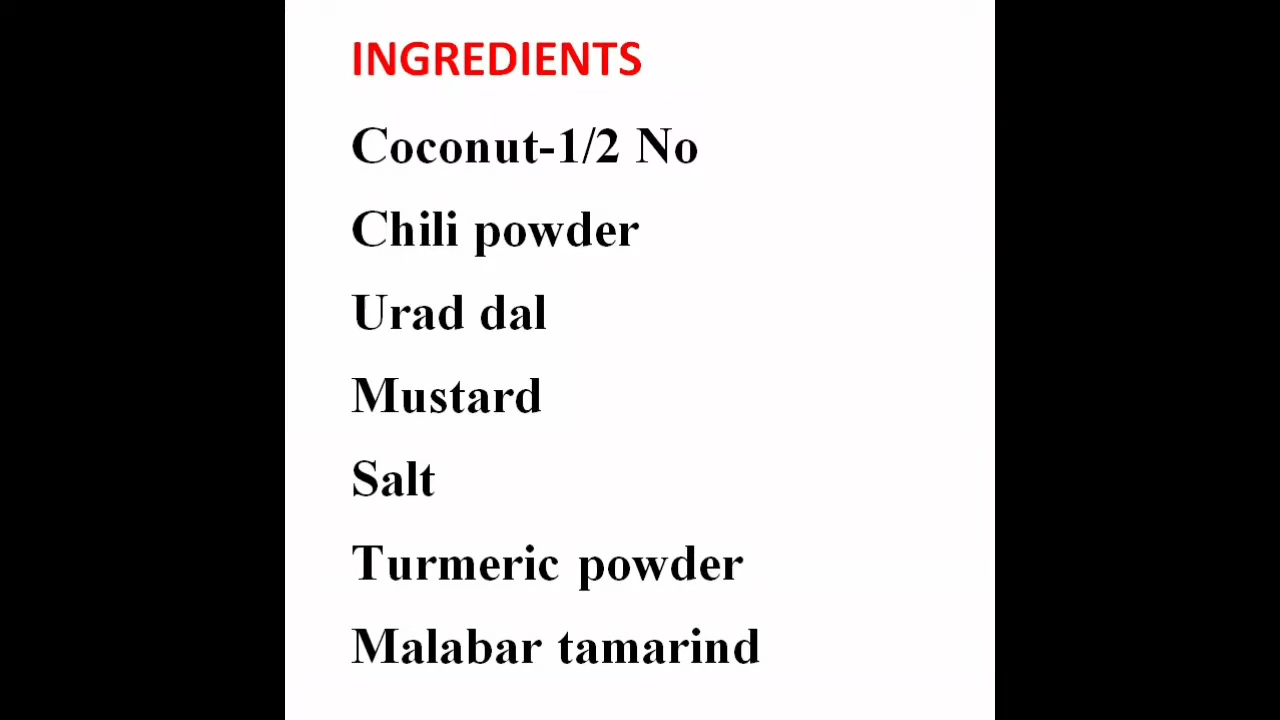 INGREDIENTS
Coconut-1/2 No
Chili powder
Urad dal
Mustard
Salt
Turmeric powder
Malabar tamarind